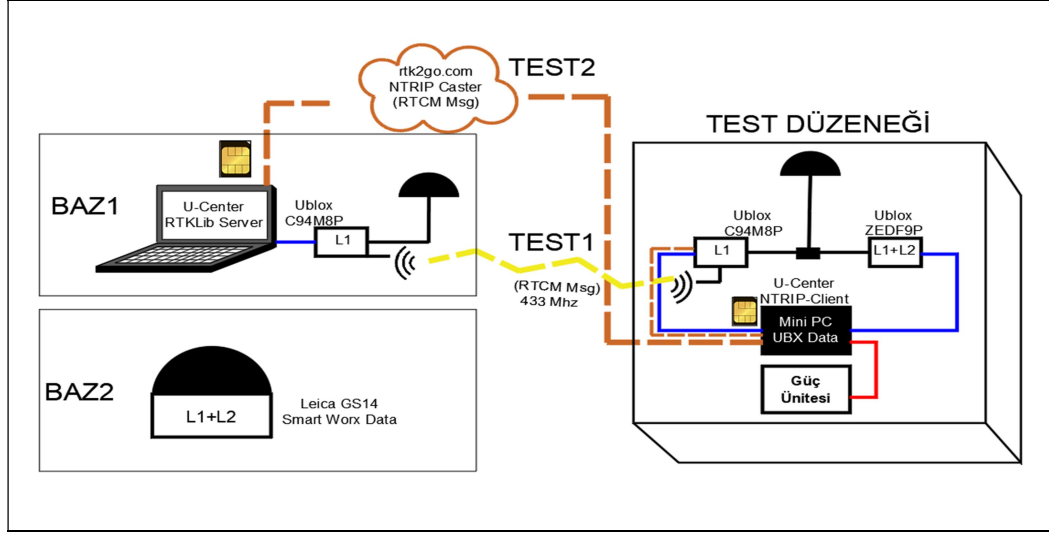 rtk2go.com
NTRIP Caster
(RTCM Msg)
TEST2
BAZ1
U-Center
RTKLib Server
Ublox
C94M8P
L1
TEST1
(RTCM Msg)
433 Mhz
BAZ2
L1+L2
Leica GS14
Smart Worx Data
TEST DÜZENEĞİ
Ublox
C94M8P
L1
Ublox
ZEDF9P
L1+L2
U-Center
NTRIP-Client
Mini PC
UBX Data
Güç
Ünitesi